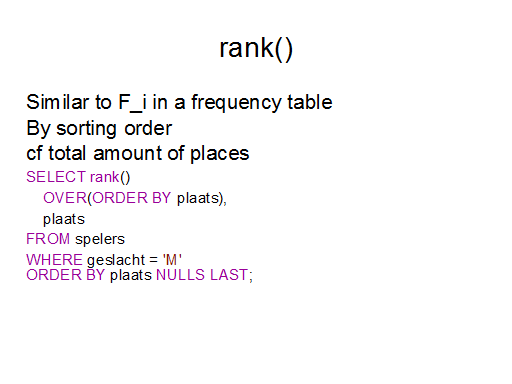 rank()
Similar to F_i in a frequency table
By sorting order
cf total amount of places
SELECT rank()
OVER(ORDER BY plaats),
plaats
FROM spelers
WHERE geslacht = 'M'
ORDER BY plaats NULLS LAST;